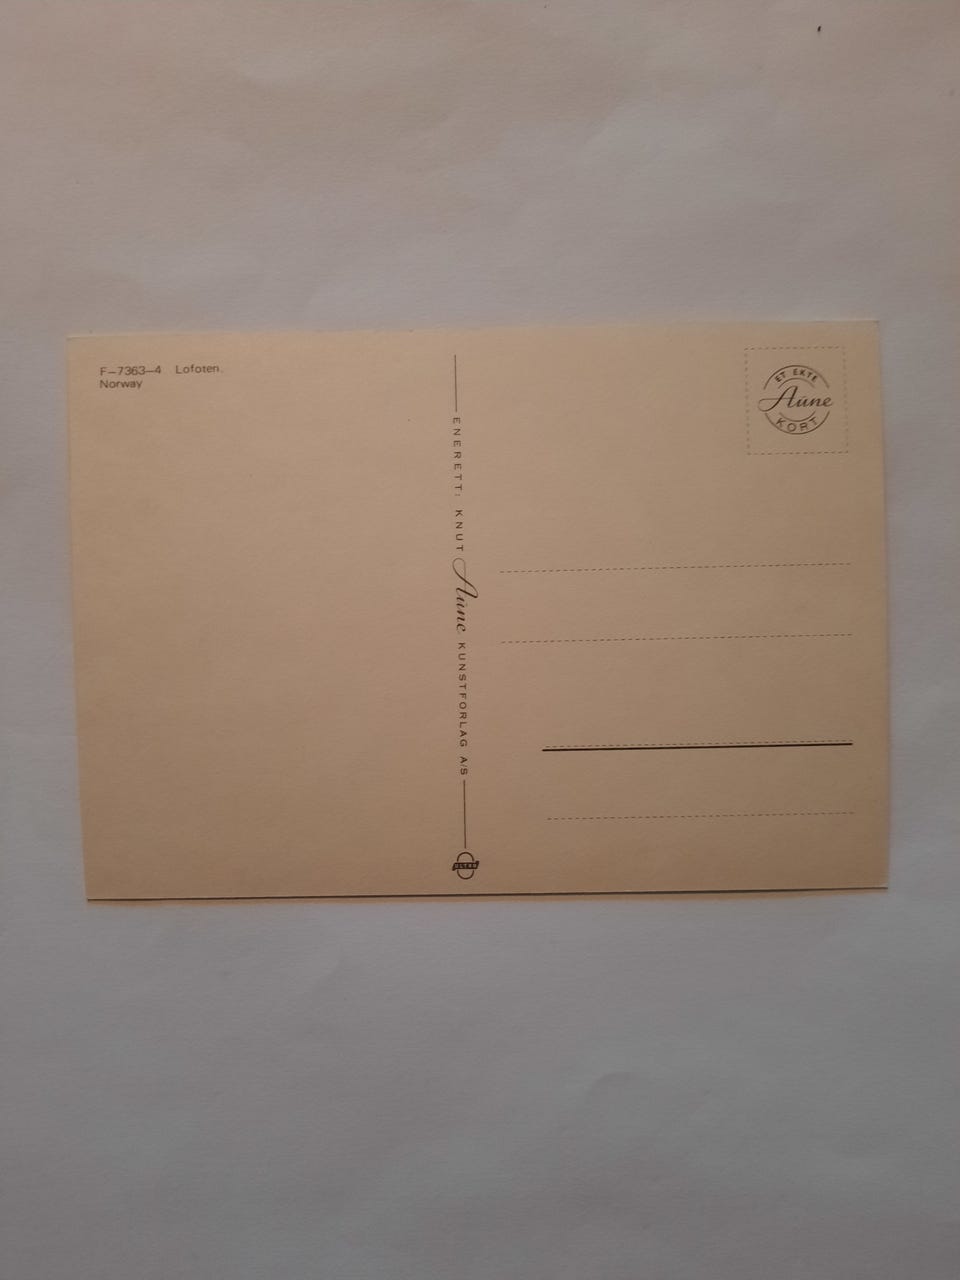 F-7363-4 Lofoten.
Norway
ENERETT: KNUT Aune KUNSTFORLAG A/S
ET EKTE
Aune
KORT